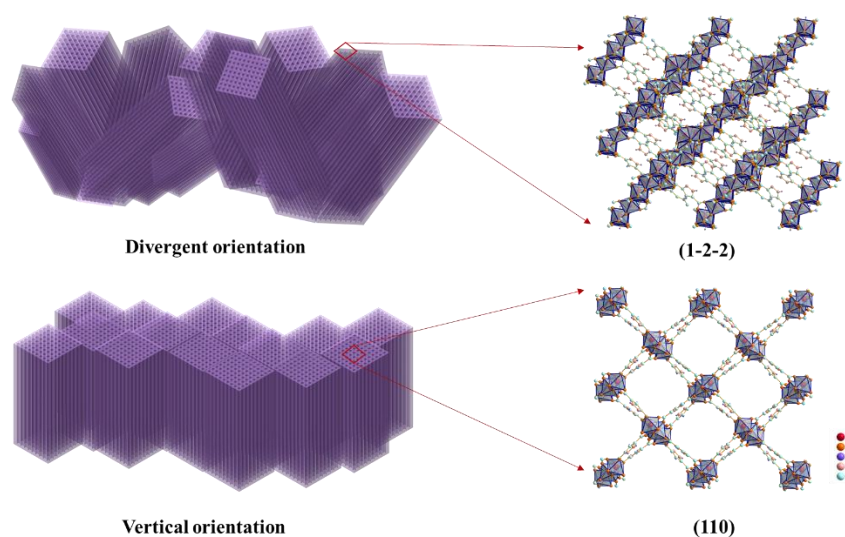 Divergent orientation
(1-2-2)
Vertical orientation
(110)